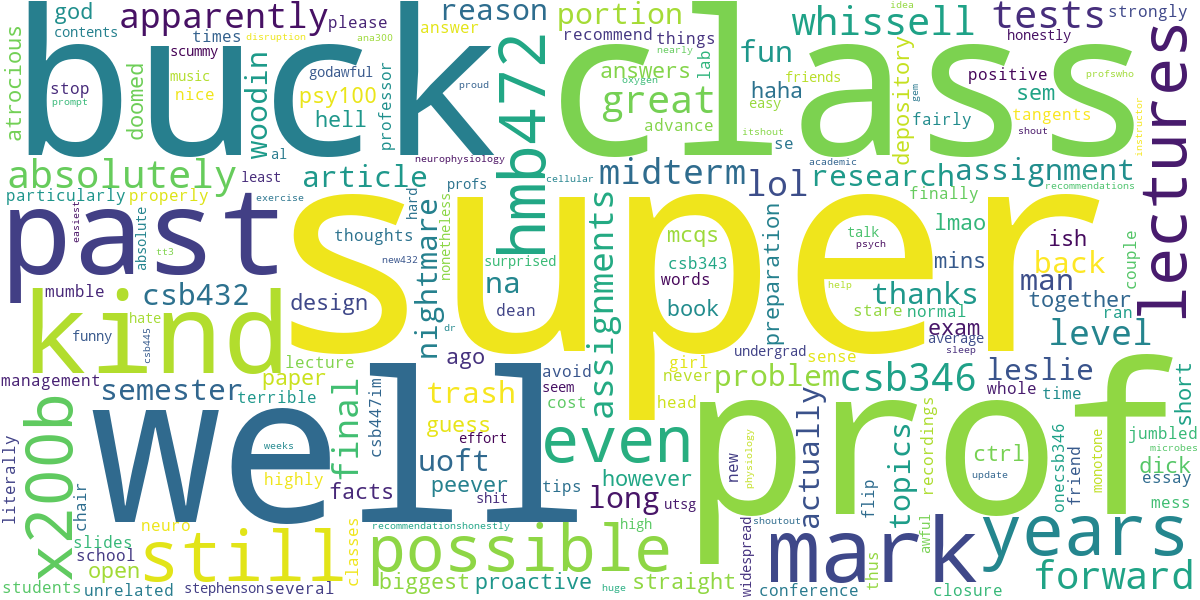 god
apparently
please
reason
portion
whissell
idea
tests
strongly
contents
times
disruption
ana300
answer
recommend
things
honestly
buck
class
scummy
nearly
fun
lectures
atrocious
stop
music
godawful
proud
answers
oxygen
lab
friends
positive
profswho
prompt
nice
doomed
woodin
psy100
professor
hmb472
great
haha
easy
depository
sem
tangents
gem
hell
advance
itshout
fairly
shout
instructor
al
neurophysiology
se
academic
absolutely
least
article
profs
cellular
midterm
lol
research
assignment
particularly
properly
exercise
hard
finally
recommendations
past
super
easiest
absolute
tt3
thoughts
nightmare
nonetheless
new432
surprised
assignments
mcqs
csb343
words
preparation
talk
psych
lmao
ish
couple
mins
back
help
man
mumble
csb432
design
na
dean
book
stare
normal
thanks
together
ran
kind
hate
funny
csb445
dr
exam
average
level
undergrad
sense
sleep
lecture
ago
avoid
girl
never
leslie
whole
time
management
semester
paper
terrible
final
csb447im
trash
seem
cost
head
problem
csb346
short
x200b
well
guess
effort
even
prof
literally
chair
weeks
highly
uoft
peever
shit
however
tips
long
utsg
new
physiology
actually
flip
topics
recordings
ctrl
update
onecsb346
friend
monotone
jumbled
microbes
dick
essay
mess
facts
neuro
slides
school
open
still
classes
recommendationshonestly
high
possible
shoutout
mark
awful
years
students
unrelated
stephenson
several
biggest
proactive
huge
straight
widespread
conference
thus
closure
forward